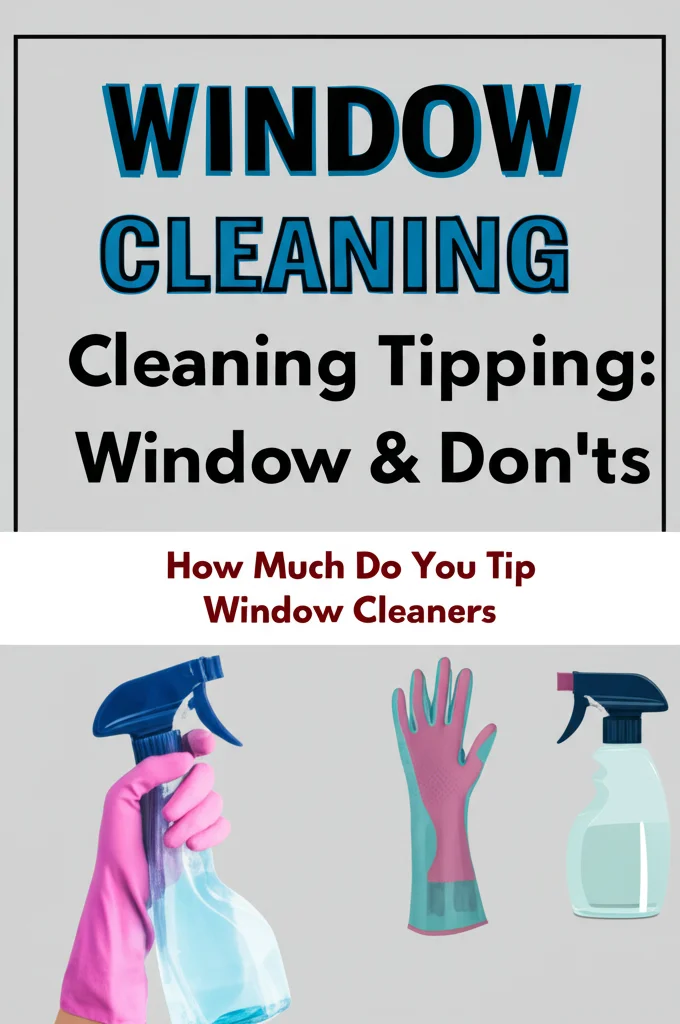 WINDOW
CLEANING
Cleaning Tipping:
Window & Don'ts
How Much Do You Tip
Window Cleaners